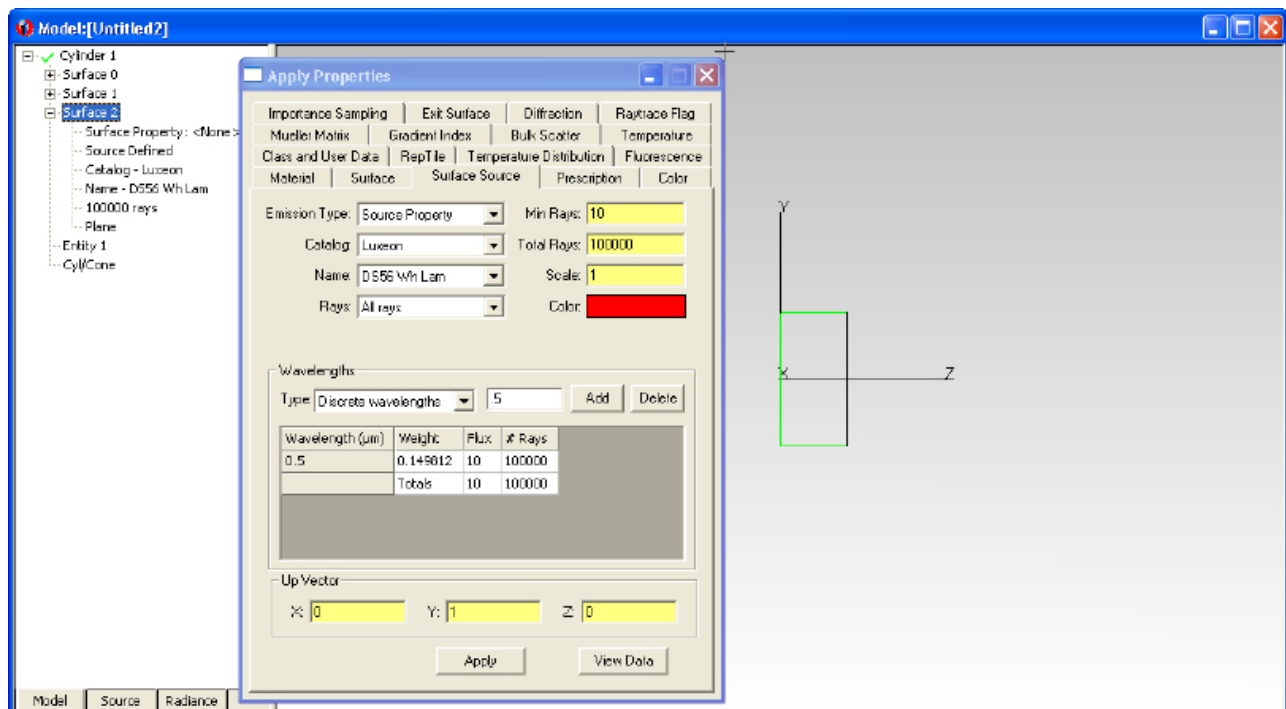 Model:[Untitled2]
Cylinder 1
Surface 0
Surface 1
Surface 2
Surface Property: <None>
Source Defined
Catalog - Luxeon
Name - DS56 Wh Lam
100000 rays
Plane
Entity 1
Cyl/Cone
Model Source Radiance
Apply Properties
Importance Sampling Exit Surface Diffraction Raytrace Flag
Mueller Matrix Gradient Index Bulk Scatter Temperature
Class and User Data RepTile Temperature Distribution Fluorescence
Material Surface Surface Source Prescription Color
Emission Type: Source Property Min Rays: 10
Catalog: Luxeon Total Rays: 100000
Name: DS56 Wh Lam Scale: 1
Rays: All rays Color:
Wavelengths
Type: Discrete wavelengths .5 Add Delete
Wavelength (µm) Weight Flux # Rays
0.5 0.149812 10 100000
Totals 10 100000
Up Vector
X: 0 Y: 1 Z: 0
Apply View Data
Y
X Z